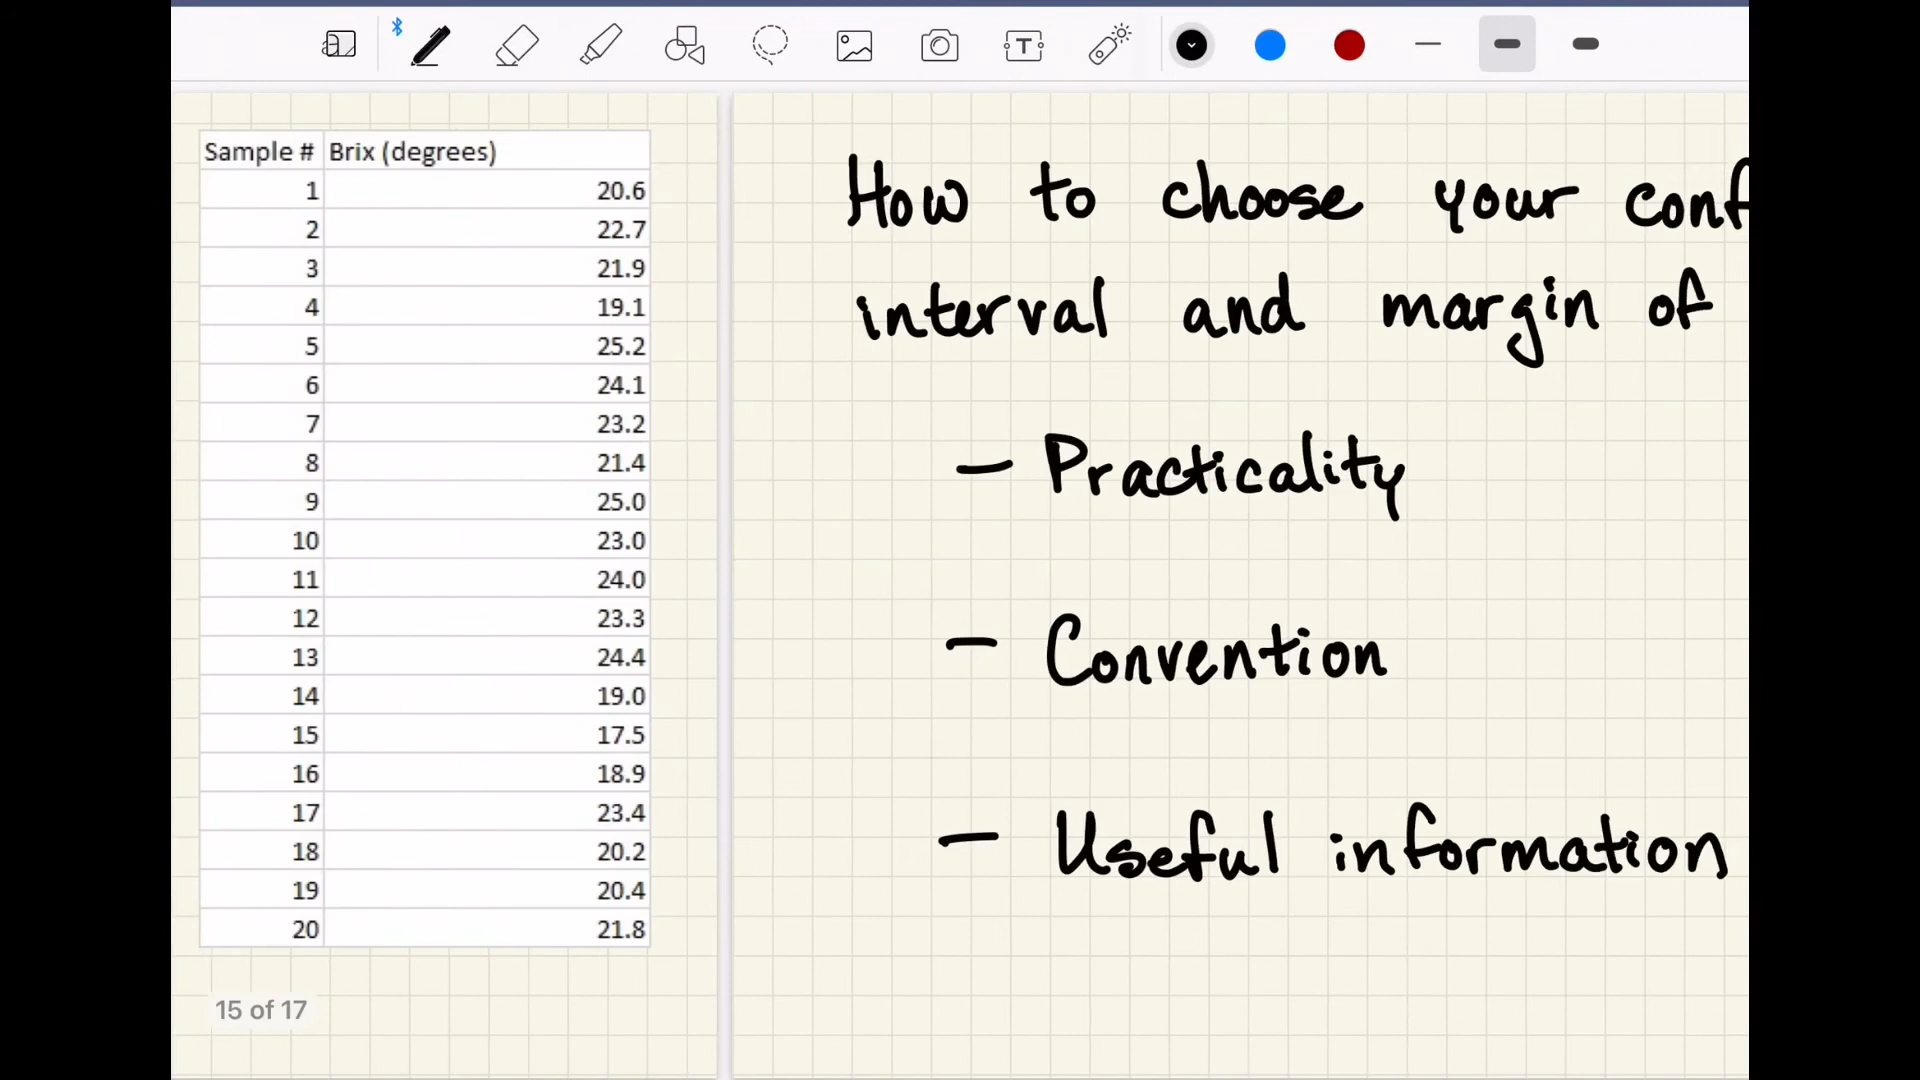 T
Sample # Brix (degrees)
1 20.6
2 22.7
3 21.9
4 19.1
5 25.2
6 24.1
7 23.2
8 21.4
9 25.0
10 23.0
11 24.0
12 23.3
13 24.4
14 19.0
15 17.5
16 18.9
17 23.4
18 20.2
19 20.4
20 21.8
15 of 17
How to choose your conf
interval and margin of
- Practicality
- Convention
- Useful information